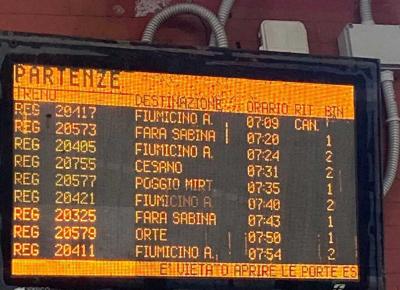 PARTENZE
TRENO DESTINAZIONE ORARIO RIT. BIN
REG 20417 FIUMICINO A. 07:09 CAN. 1
REG 20573 FARA SABINA 07:20 1
REG 20405 FIUMICINO A. 07:24 2
REG 20755 CESANO 07:31 2
REG 20577 POGGIO MIRT 07:35 1
REG 20421 FIUMICINO A. 07:40 2
REG 20325 FARA SABINA 07:43 1
REG 20579 ORTE 07:50 1
REG 20411 FIUMICINO A. 07:54 2
E' VIETATO APRIRE LE PORTE ES